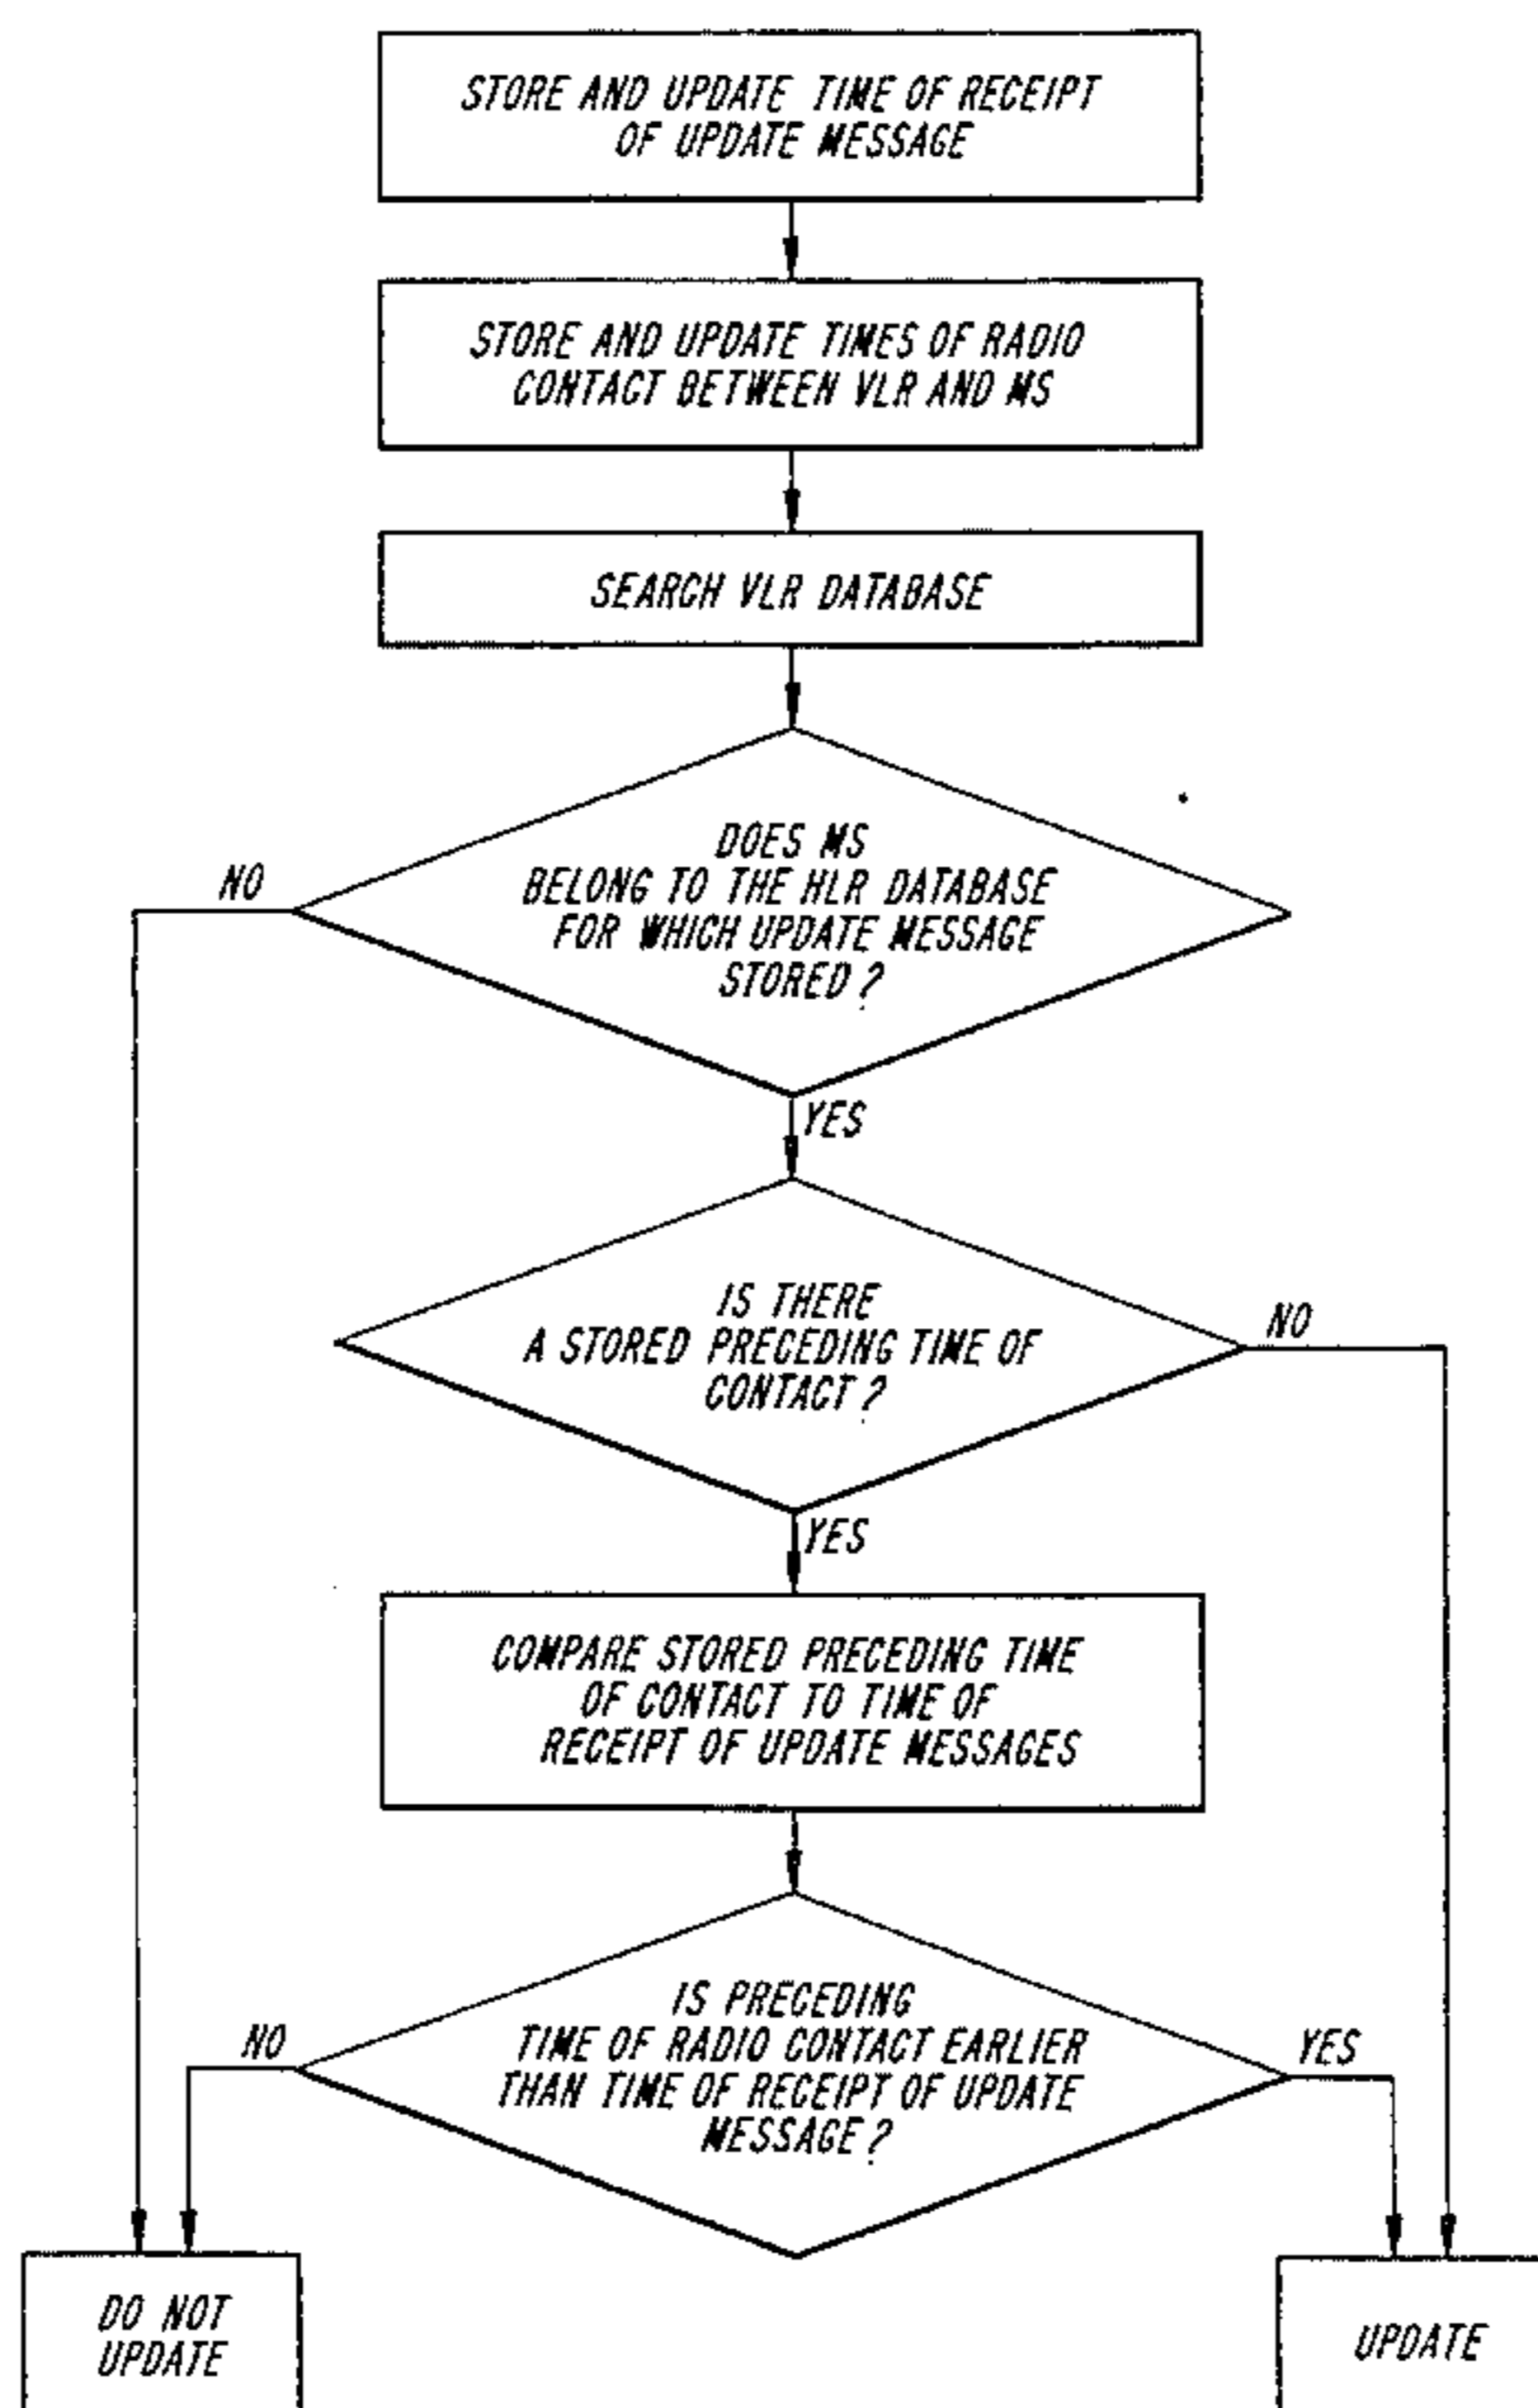 STORE AND UPDATE TIME OF RECEIPT
OF UPDATE MESSAGE
STORE AND UPDATE TIMES OF RADIO
CONTACT BETWEEN VLR AND MS
SEARCH VLR DATABASE
DOES MS
BELONG TO THE HLR DATABASE
FOR WHICH UPDATE MESSAGE
STORED?
NO
YES
IS THERE
A STORED PRECEDING TIME OF
CONTACT?
NO
YES
COMPARE STORED PRECEDING TIME
OF CONTACT TO TIME OF
RECEIPT OF UPDATE MESSAGES
IS PRECEDING
TIME OF RADIO CONTACT EARLIER
THAN TIME OF RECEIPT OF UPDATE
MESSAGE?
NO
YES
DO NOT
UPDATE
UPDATE